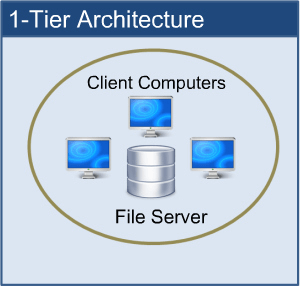 1-Tier Architecture
Client Computers
File Server